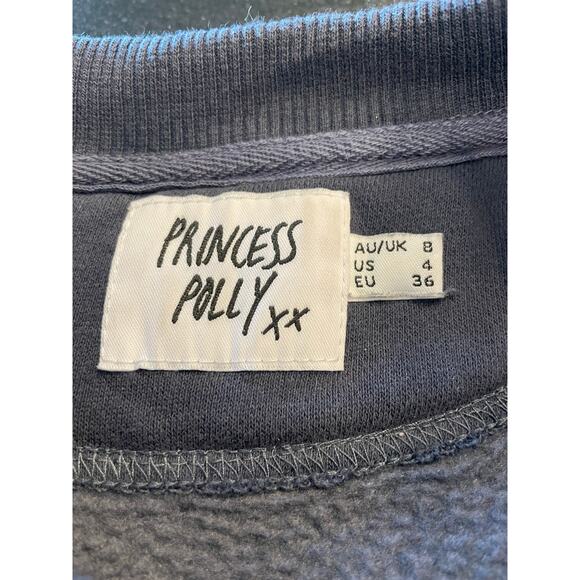 PRINCESS
POLLY xx
AU/UK 8
US 4
EU 36